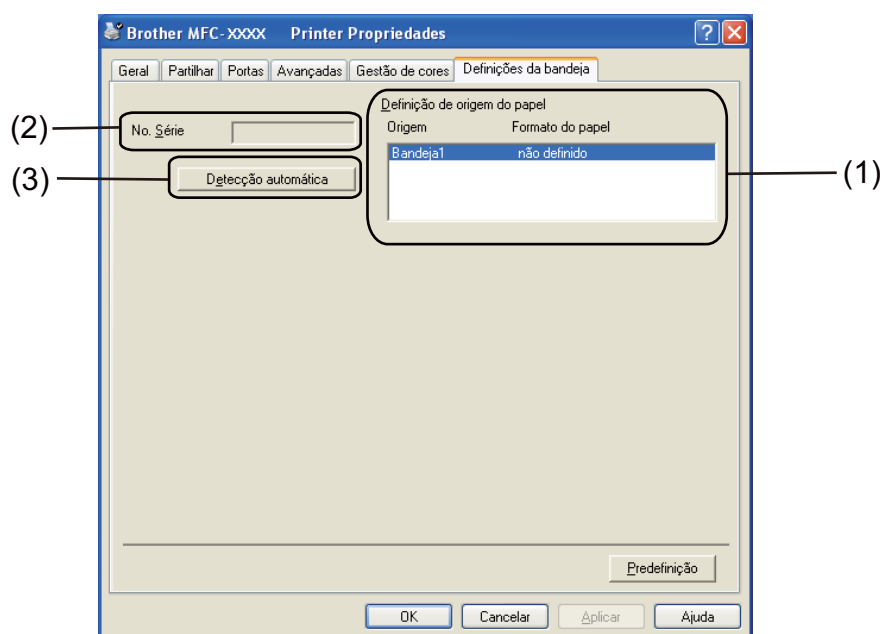 Brother MFC-XXXX Printer Propriedades
Geral Partilhar Portas Avançadas Gestão de cores Definições da bandeja
Definição de origem do papel
(2) No. Série
Origem Formato do papel
Bandeja1 não definido
(3) Detecção automática
(1)
Predefinição
OK Cancelar Aplicar Ajuda